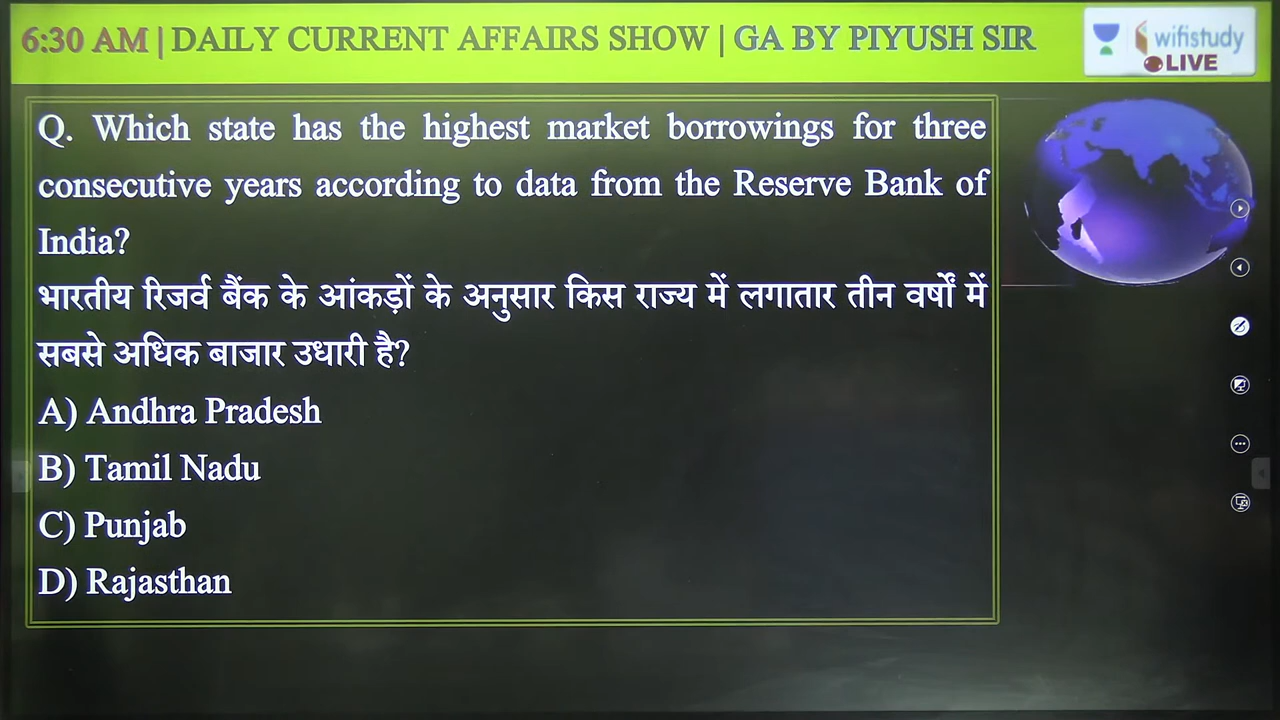 6:30 AM | DAILY CURRENT AFFAIRS SHOW | GA BY PIYUSH SIR
wifistudy
LIVE
Q. Which state has the highest market borrowings for three
consecutive years according to data from the Reserve Bank of
India?
भारतीय रिजर्व बैंक के आंकड़ों के अनुसार किस राज्य में लगातार तीन वर्षों में
सबसे अधिक बाजार उधारी है?
A) Andhra Pradesh
B) Tamil Nadu
C) Punjab
D) Rajasthan